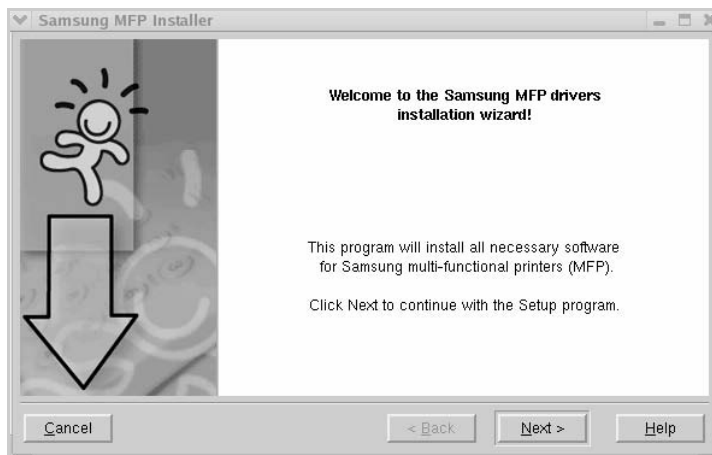 Samsung MFP Installer
Welcome to the Samsung MFP drivers
installation wizard!
This program will install all necessary software
for Samsung multi-functional printers (MFP).
Click Next to continue with the Setup program.
Cancel
< Back
Next >
Help